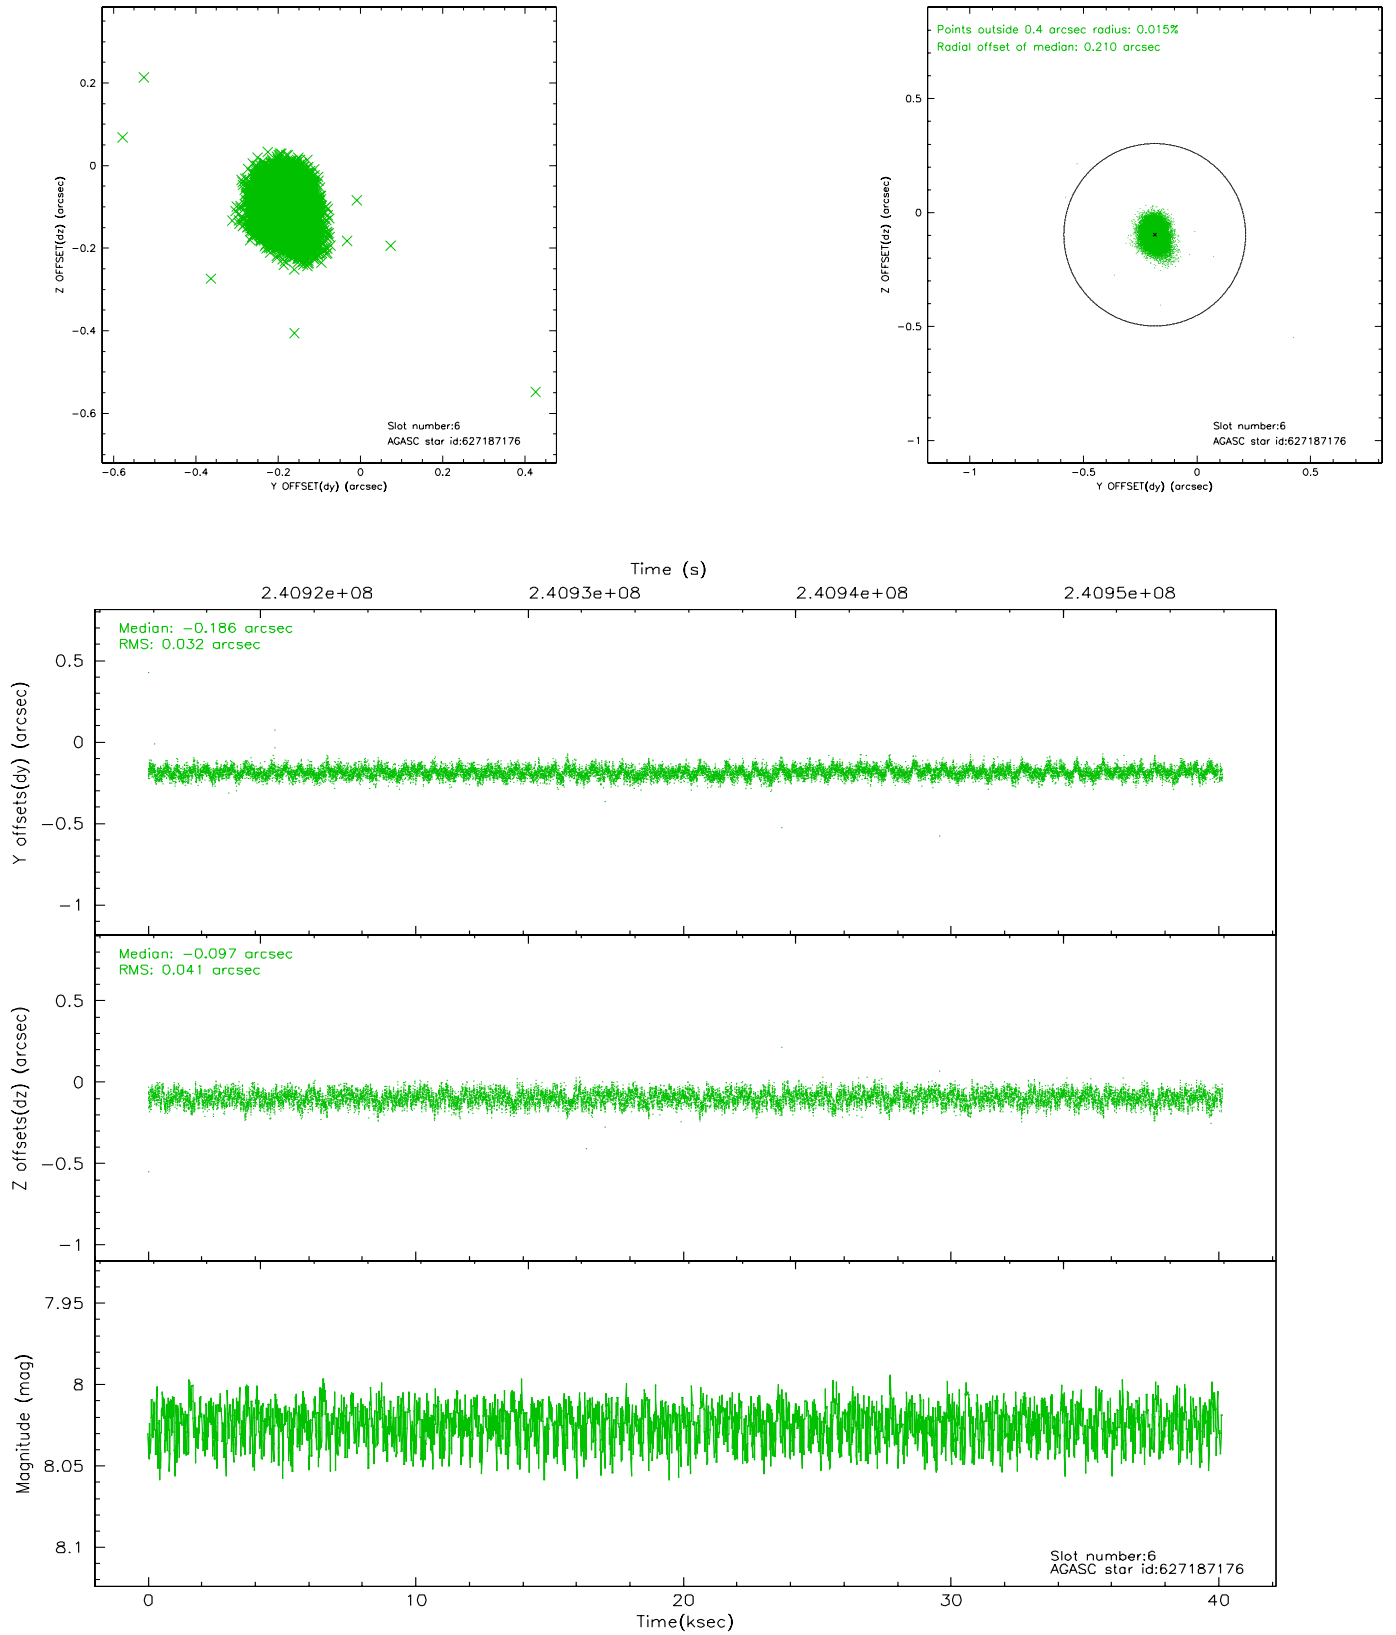 0.2
0
−0.2
−0.4
−0.6
Z OFFSET(dz) (arcsec)
Slot number:6
AGASC star id:627187176
−0.6
−0.4
−0.2
0
0.2
0.4
Y OFFSET(dy) (arcsec)
Points outside 0.4 arcsec radius: 0.015%
Radial offset of median: 0.210 arcsec
0.5
0
−0.5
−1
Z OFFSET(dz) (arcsec)
Slot number:6
AGASC star id:627187176
−1
−0.5
0
0.5
Y OFFSET(dy) (arcsec)
Time (s)
2.4092e+08
2.4093e+08
2.4094e+08
2.4095e+08
Median: −0.186 arcsec
RMS: 0.032 arcsec
0.5
0
−0.5
−1
Y offsets(dy) (arcsec)
Median: −0.097 arcsec
RMS: 0.041 arcsec
0.5
0
−0.5
−1
Z offsets(dz) (arcsec)
7.95
8
8.05
8.1
Magnitude (mag)
Slot number:6
AGASC star id:627187176
0
10
20
30
40
Time(ksec)